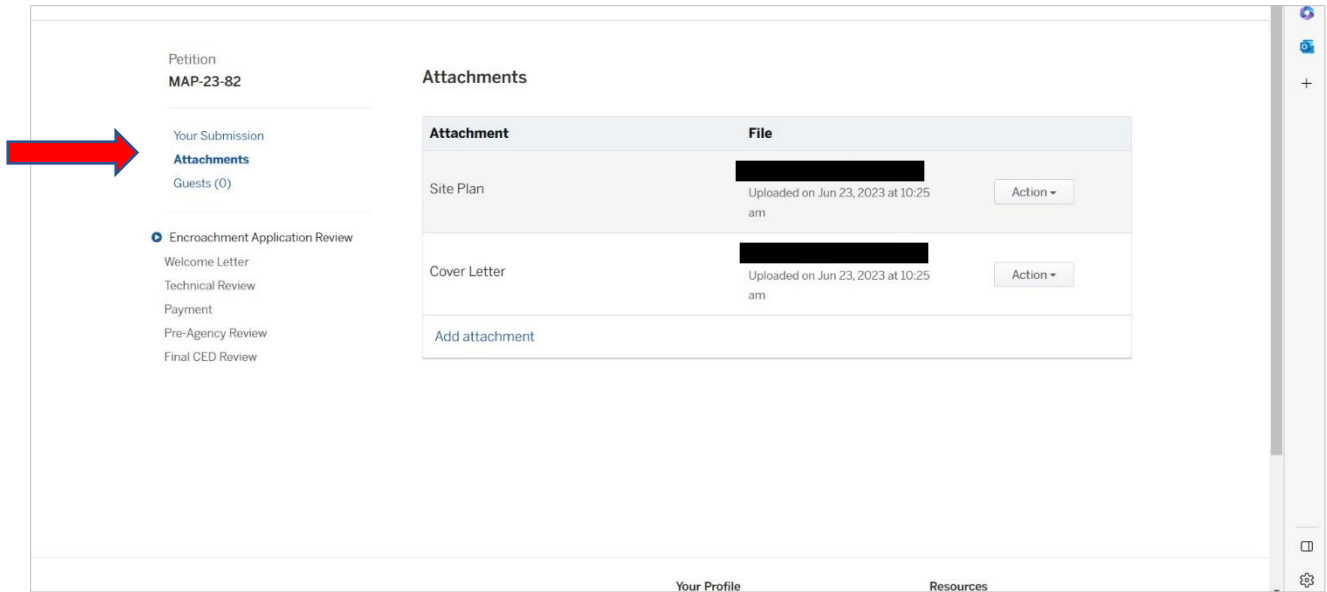 Petition
MAP-23-82
Your Submission
Attachments
Guests (0)
Encroachment Application Review
Welcome Letter
Technical Review
Payment
Pre-Agency Review
Final CED Review
Attachments
Attachment File
Site Plan
Uploaded on Jun 23, 2023 at 10:25
am
Action
Cover Letter
Uploaded on Jun 23, 2023 at 10:25
am
Action
Add attachment
Your Profile Resources